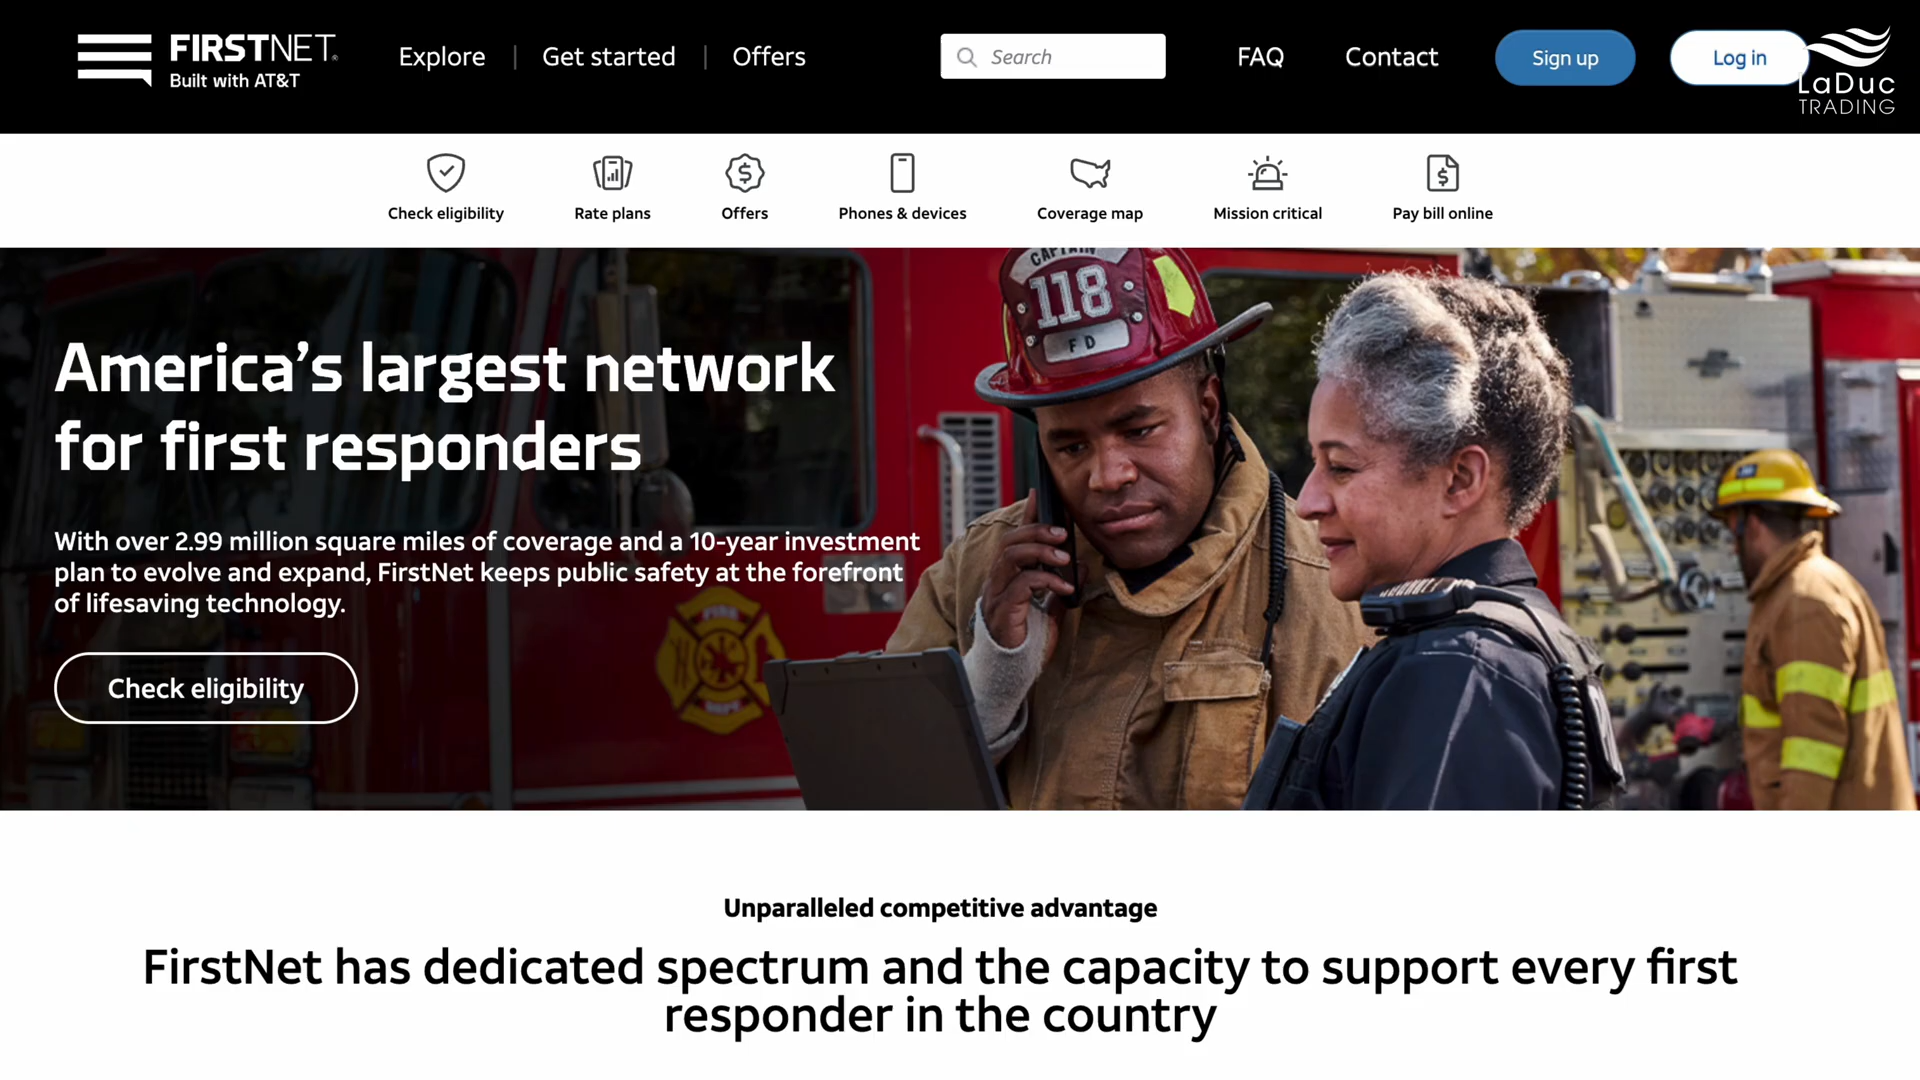 FIRSTNET
Built with AT&T
Explore
Get started
Offers
Search
FAQ
Contact
Sign up
Log in
LaDuc
TRADING
Check eligibility
Rate plans
Offers
Phones & devices
Coverage map
Mission critical
Pay bill online
CAPTAIN
118
FD
America's largest network
for first responders
With over 2.99 million square miles of coverage and a 10-year investment
plan to evolve and expand, FirstNet keeps public safety at the forefront
of lifesaving technology.
FIRE
Check eligibility
Unparalleled competitive advantage
FirstNet has dedicated spectrum and the capacity to support every first
responder in the country